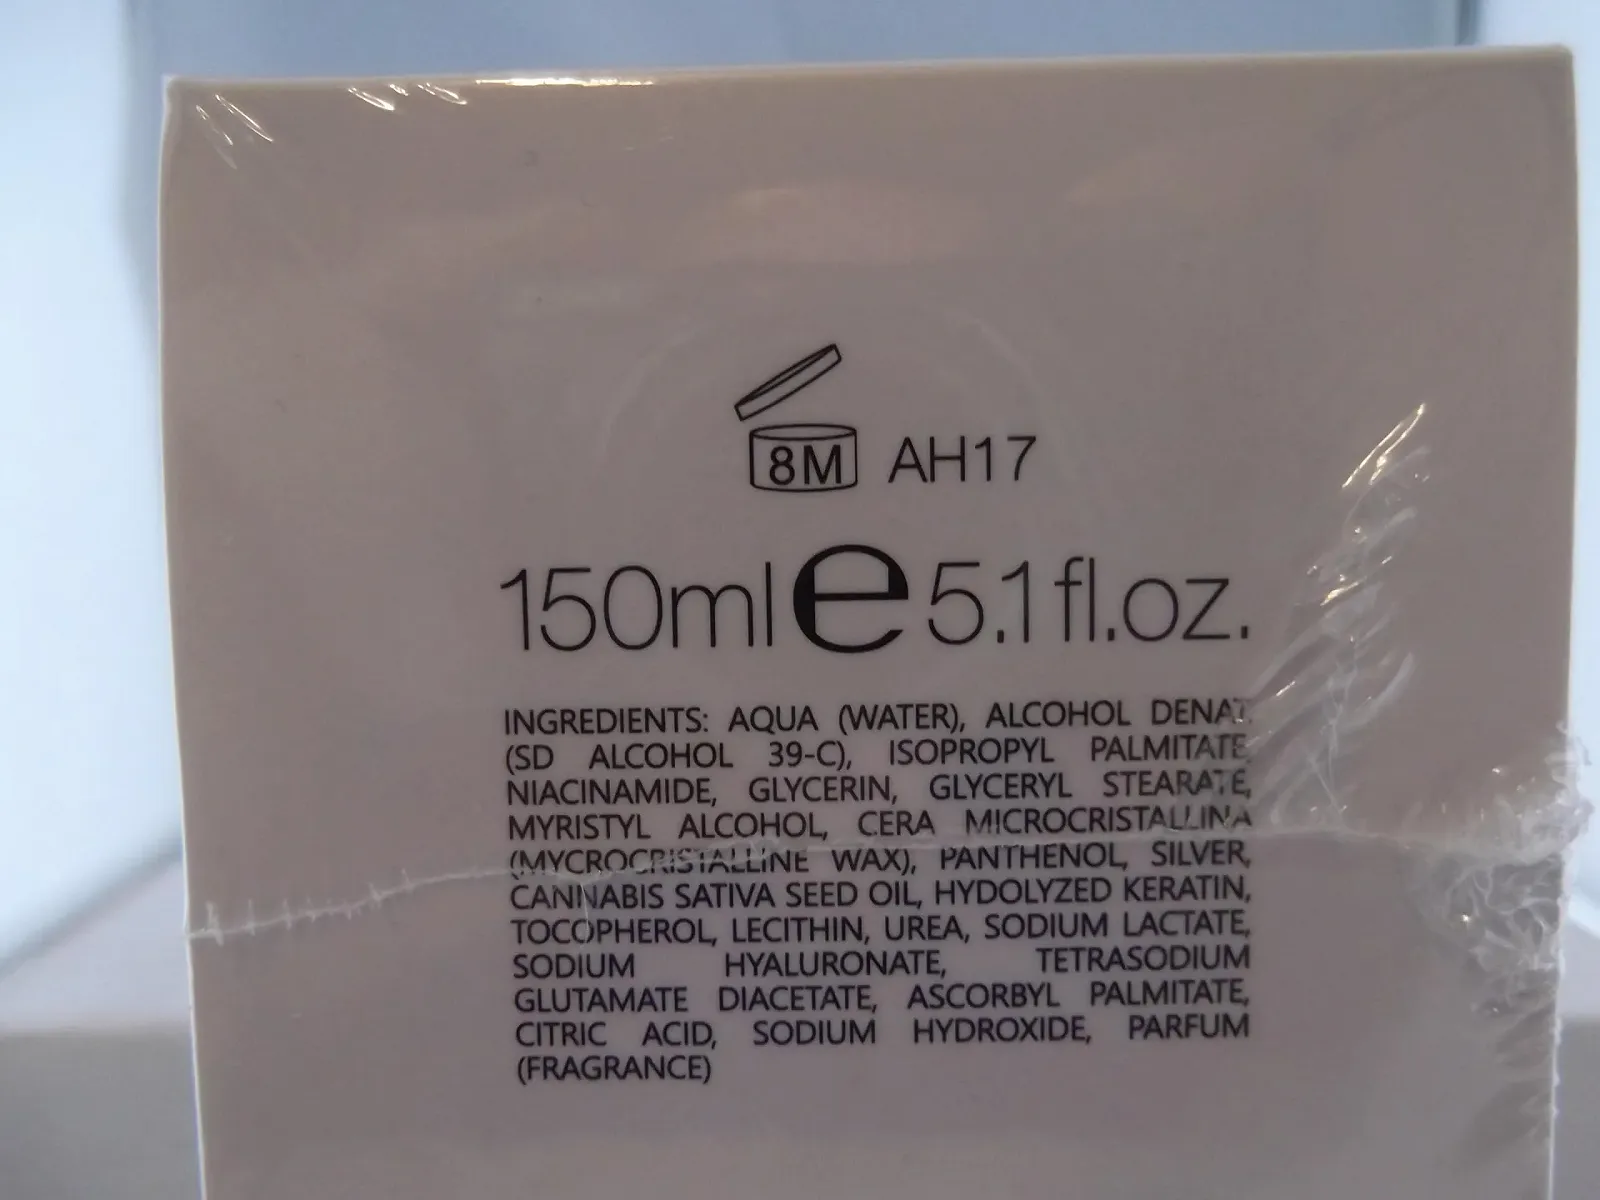 8M AH17
150ml e 5.1 fl.oz.
INGREDIENTS: AQUA (WATER), ALCOHOL DENAT.
(SD ALCOHOL 39-C), ISOPROPYL PALMITATE,
NIACINAMIDE, GLYCERIN, GLYCERYL STEARATE,
MYRISTYL ALCOHOL, CERA MICROCRISTALLINA
(MYCROCRISTALLINE WAX), PANTHENOL, SILVER,
CANNABIS SATIVA SEED OIL, HYDOLYZED KERATIN,
TOCOPHEROL, LECITHIN, UREA, SODIUM LACTATE,
SODIUM HYALURONATE, TETRASODIUM
GLUTAMATE DIACETATE, ASCORBYL PALMITATE,
CITRIC ACID, SODIUM HYDROXIDE, PARFUM
(FRAGRANCE)